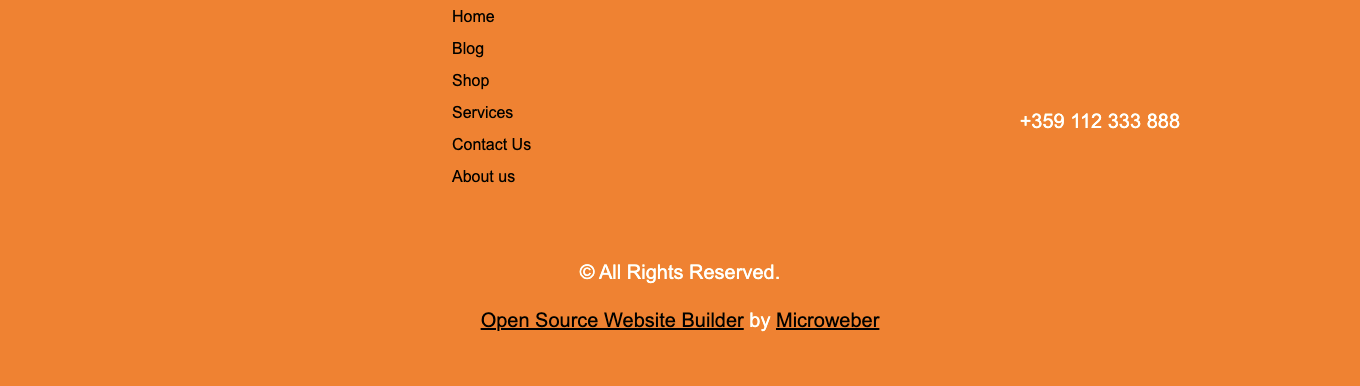 Home
Blog
Shop
Services
Contact Us
About us
+359 112 333 888
© All Rights Reserved.
Open Source Website Builder by Microweber